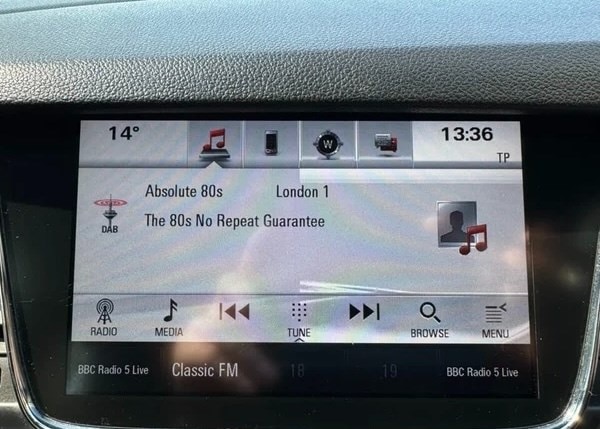 14° W 13:36
TP
Absolute 80s London 1
DAB The 80s No Repeat Guarantee
RADIO MEDIA TUNE BROWSE MENU
BBC Radio 5 Live Classic FM 18 19 BBC Radio 5 Live